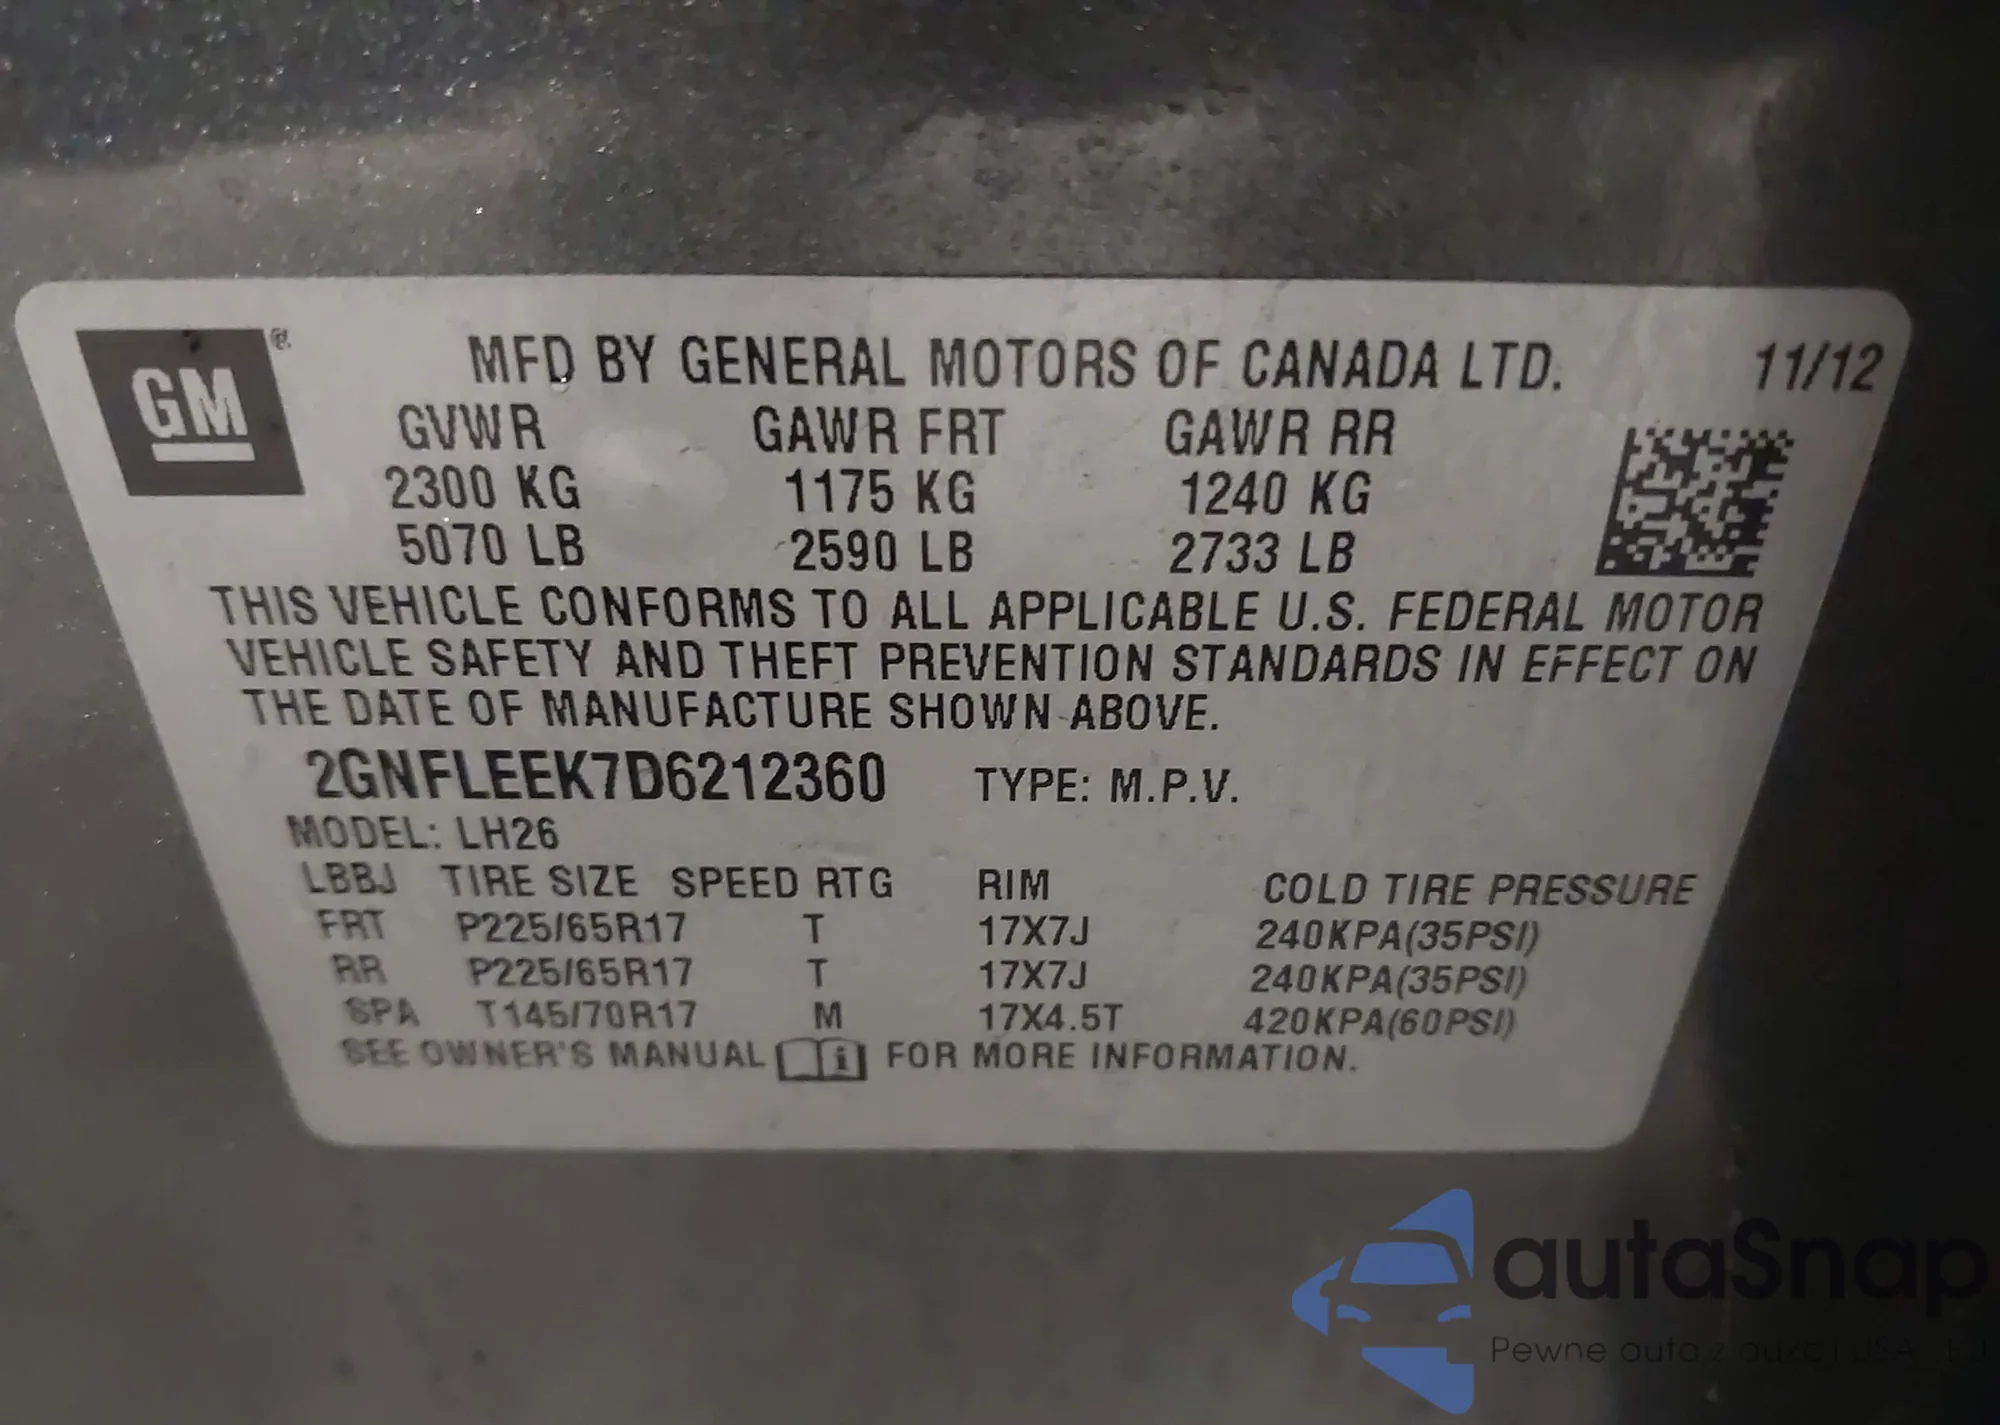 GM ®
MFD BY GENERAL MOTORS OF CANADA LTD. 11/12
GVWR GAWR FRT GAWR RR
2300 KG 1175 KG 1240 KG
5070 LB 2590 LB 2733 LB
THIS VEHICLE CONFORMS TO ALL APPLICABLE U.S. FEDERAL MOTOR
VEHICLE SAFETY AND THEFT PREVENTION STANDARDS IN EFFECT ON
THE DATE OF MANUFACTURE SHOWN ABOVE.
2GNFLEEK7D6212360 TYPE: M.P.V.
MODEL: LH26
LBBJ TIRE SIZE SPEED RTG RIM COLD TIRE PRESSURE
FRT P225/65R17 T 17X7J 240KPA(35PSI)
RR P225/65R17 T 17X7J 240KPA(35PSI)
SPA T145/70R17 M 17X4.5T 420KPA(60PSI)
SEE OWNER'S MANUAL i FOR MORE INFORMATION.
autaSnap
Pewne auta z